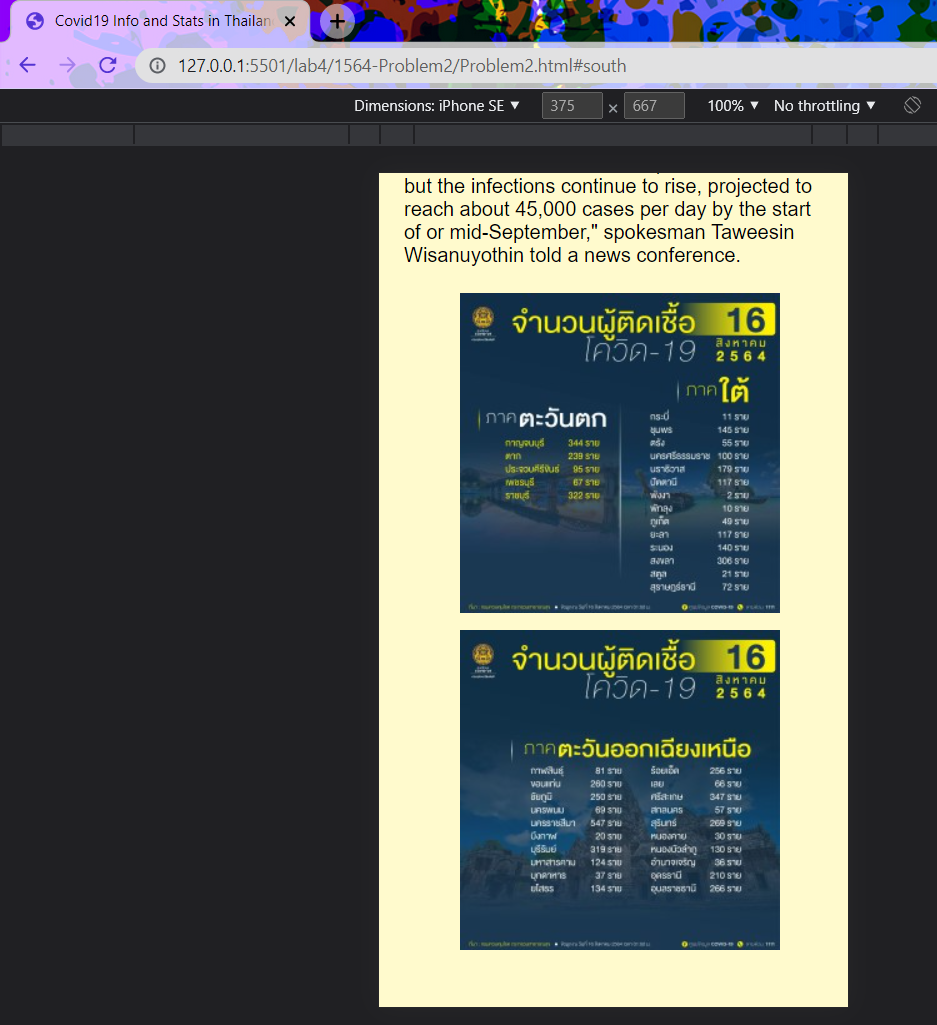 Covid19 Info and Stats in Thailan
127.0.0.1:5501/lab4/1564-Problem2/Problem2.html#south
Dimensions: iPhone SE ▼ 375 × 667 100% ▼ No throttling ▼
but the infections continue to rise, projected to
reach about 45,000 cases per day by the start
of or mid-September," spokesman Taweesin
Wisanuyothin told a news conference.
จำนวนผู้ติดเชื้อ 16
โควิด-19 สิงหาคม
2564
ภาคตะวันตก
กาญจนบุรี 344 ราย
ตาก 239 ราย
ประจวบคีรีขันธ์ 95 ราย
เพชรบุรี 67 ราย
ราชบุรี 322 ราย
ภาคใต้
กระบี่ 11 ราย
ชุมพร 145 ราย
ตรัง 55 ราย
นครศรีธรรมราช 100 ราย
นราธิวาส 179 ราย
ปัตตานี 117 ราย
พังงา 2 ราย
พัทลุง 10 ราย
ภูเก็ต 49 ราย
ยะลา 117 ราย
ระนอง 140 ราย
สงขลา 306 ราย
สตูล 21 ราย
สุราษฎร์ธานี 72 ราย
จำนวนผู้ติดเชื้อ 16
โควิด-19 สิงหาคม
2564
ภาคตะวันออกเฉียงเหนือ
กาฬสินธุ์ 81 ราย ร้อยเอ็ด 256 ราย
ขอนแก่น 260 ราย เลย 66 ราย
ชัยภูมิ 250 ราย ศรีสะเกษ 347 ราย
นครพนม 69 ราย สกลนคร 57 ราย
นครราชสีมา 547 ราย สุรินทร์ 269 ราย
บึงกาฬ 20 ราย หนองคาย 30 ราย
บุรีรัมย์ 319 ราย หนองบัวลำภู 130 ราย
มหาสารคาม 124 ราย อำนาจเจริญ 36 ราย
มุกดาหาร 37 ราย อุดรธานี 210 ราย
ยโสธร 134 ราย อุบลราชธานี 266 ราย